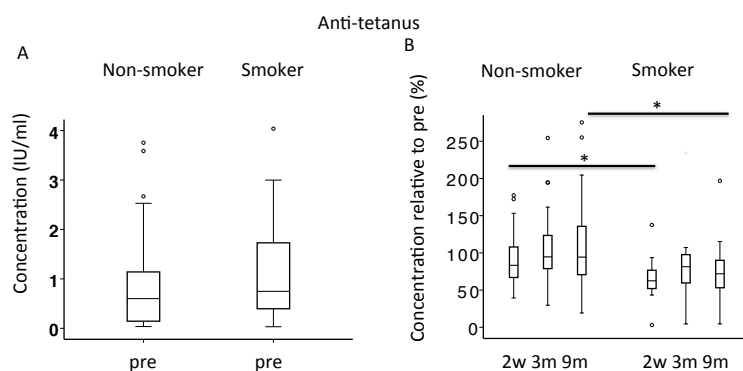 Anti-tetanus
A
Non-smoker Smoker
Concentration (IU/ml)
4
3
2
1
0
pre pre
B
Non-smoker Smoker
Concentration relative to pre (%)
250
200
150
100
50
0
*
*
2w 3m 9m 2w 3m 9m